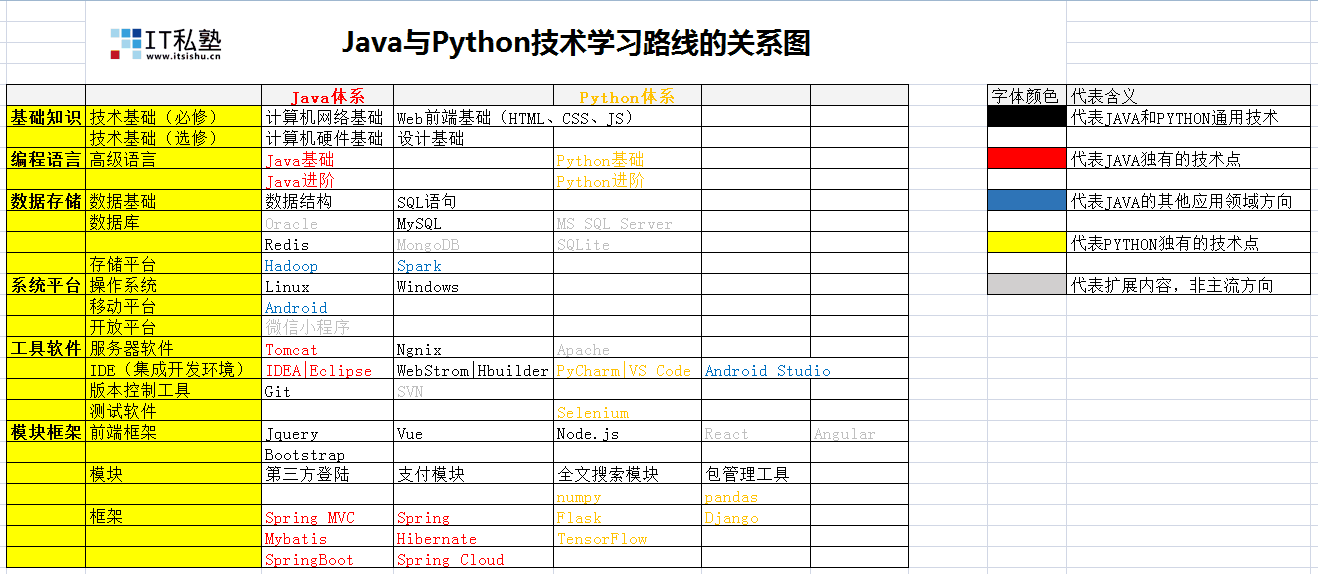 IT私塾
www.itsishu.cn
Java与Python技术学习路线的关系图
Java体系 Python体系
基础知识 技术基础（必修） 计算机网络基础 Web前端基础（HTML、CSS、JS）
技术基础（选修） 计算机硬件基础 设计基础
编程语言 高级语言 Java基础 Python基础
Java进阶 Python进阶
数据存储 数据基础 数据结构 SQL语句
数据库 Oracle MySQL MS SQL Server
Redis MongoDB SQLite
存储平台 Hadoop Spark
系统平台 操作系统 Linux Windows
移动平台 Android
开放平台 微信小程序
工具软件 服务器软件 Tomcat Ngnix Apache
IDE（集成开发环境） IDEA|Eclipse WebStrom|Hbuilder PyCharm|VS Code Android Studio
版本控制工具 Git SVN
测试软件 Selenium
模块框架 前端框架 Jquery Vue Node.js React Angular
Bootstrap
模块 第三方登陆 支付模块 全文搜索模块 包管理工具
numpy pandas
框架 Spring MVC Spring Flask Django
Mybatis Hibernate TensorFlow
SpringBoot Spring Cloud
字体颜色 代表含义
代表JAVA和PYTHON通用技术
代表JAVA独有的技术点
代表JAVA的其他应用领域方向
代表PYTHON独有的技术点
代表扩展内容，非主流方向